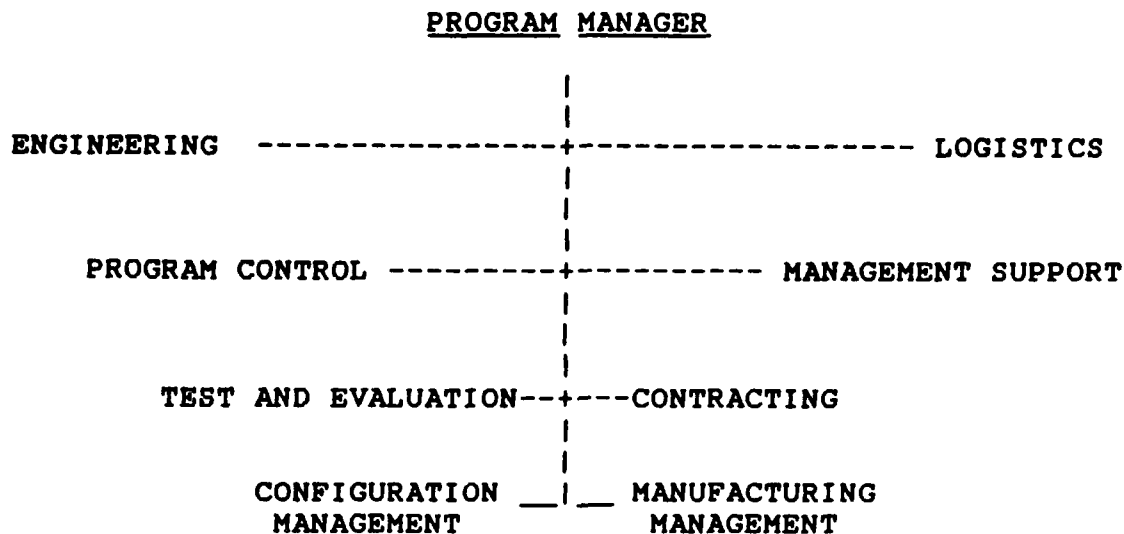 PROGRAM MANAGER
ENGINEERING LOGISTICS
PROGRAM CONTROL MANAGEMENT SUPPORT
TEST AND EVALUATION CONTRACTING
CONFIGURATION MANUFACTURING
MANAGEMENT MANAGEMENT